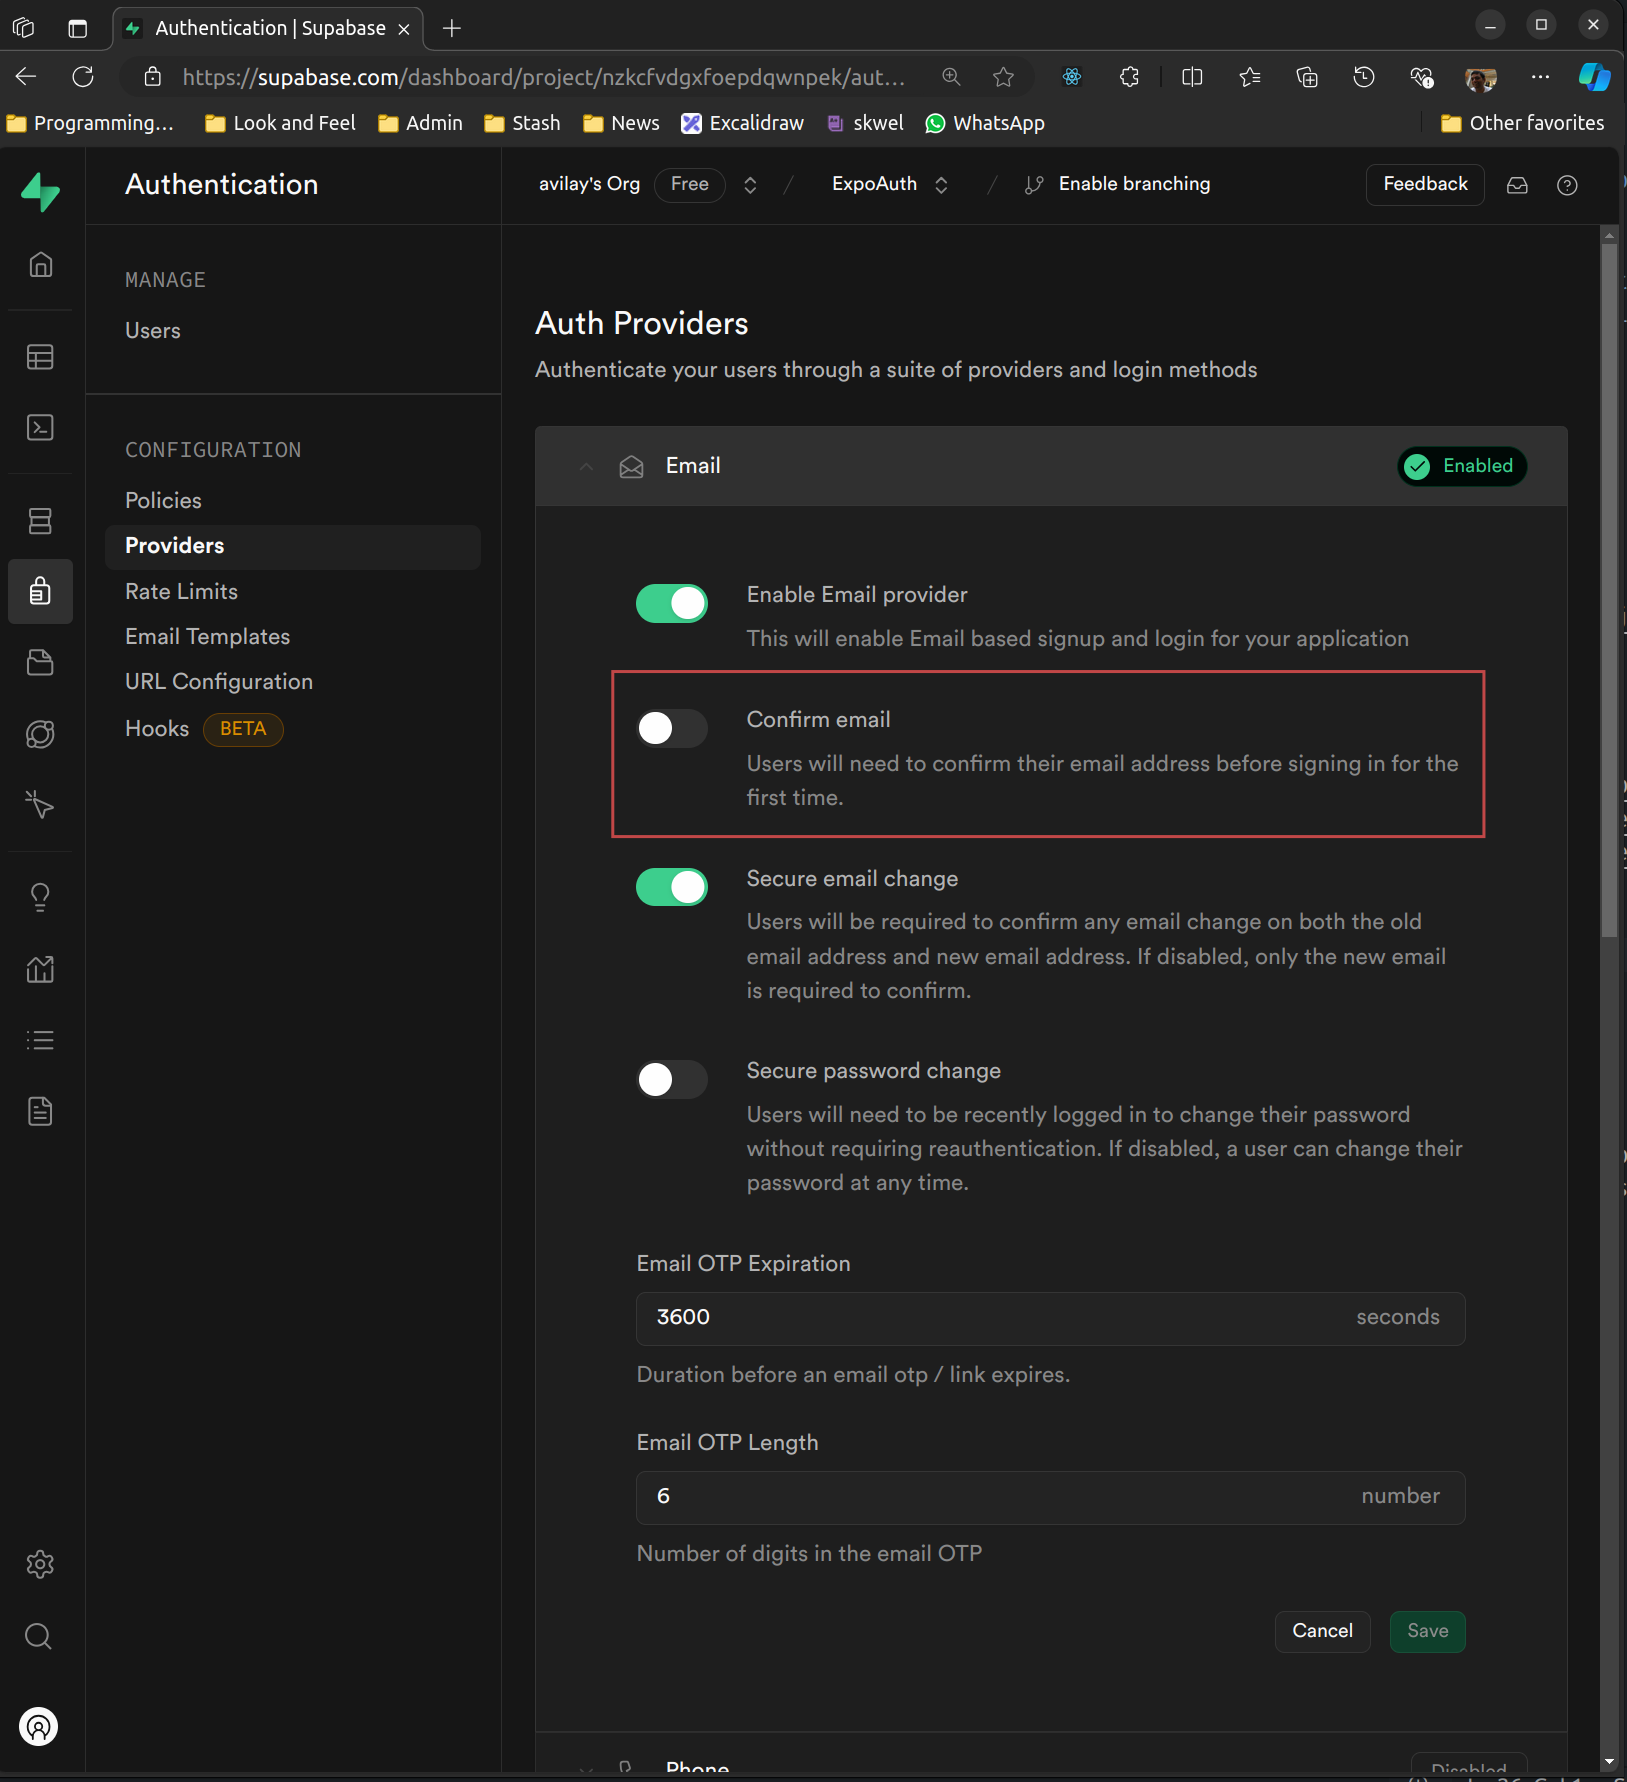 Authentication | Supabase
https://supabase.com/dashboard/project/nzkcfvdgxfoepdqwnpek/aut...
Programming... Look and Feel Admin Stash News Excalidraw skwel WhatsApp Other favorites
Authentication
avilay's Org Free / ExpoAuth / Enable branching Feedback
MANAGE
Users
CONFIGURATION
Policies
Providers
Rate Limits
Email Templates
URL Configuration
Hooks BETA
Auth Providers
Authenticate your users through a suite of providers and login methods
Email Enabled
Enable Email provider
This will enable Email based signup and login for your application
Confirm email
Users will need to confirm their email address before signing in for the
first time.
Secure email change
Users will be required to confirm any email change on both the old
email address and new email address. If disabled, only the new email
is required to confirm.
Secure password change
Users will need to be recently logged in to change their password
without requiring reauthentication. If disabled, a user can change their
password at any time.
Email OTP Expiration
3600 seconds
Duration before an email otp / link expires.
Email OTP Length
6 number
Number of digits in the email OTP
Cancel Save
Phone Disabled